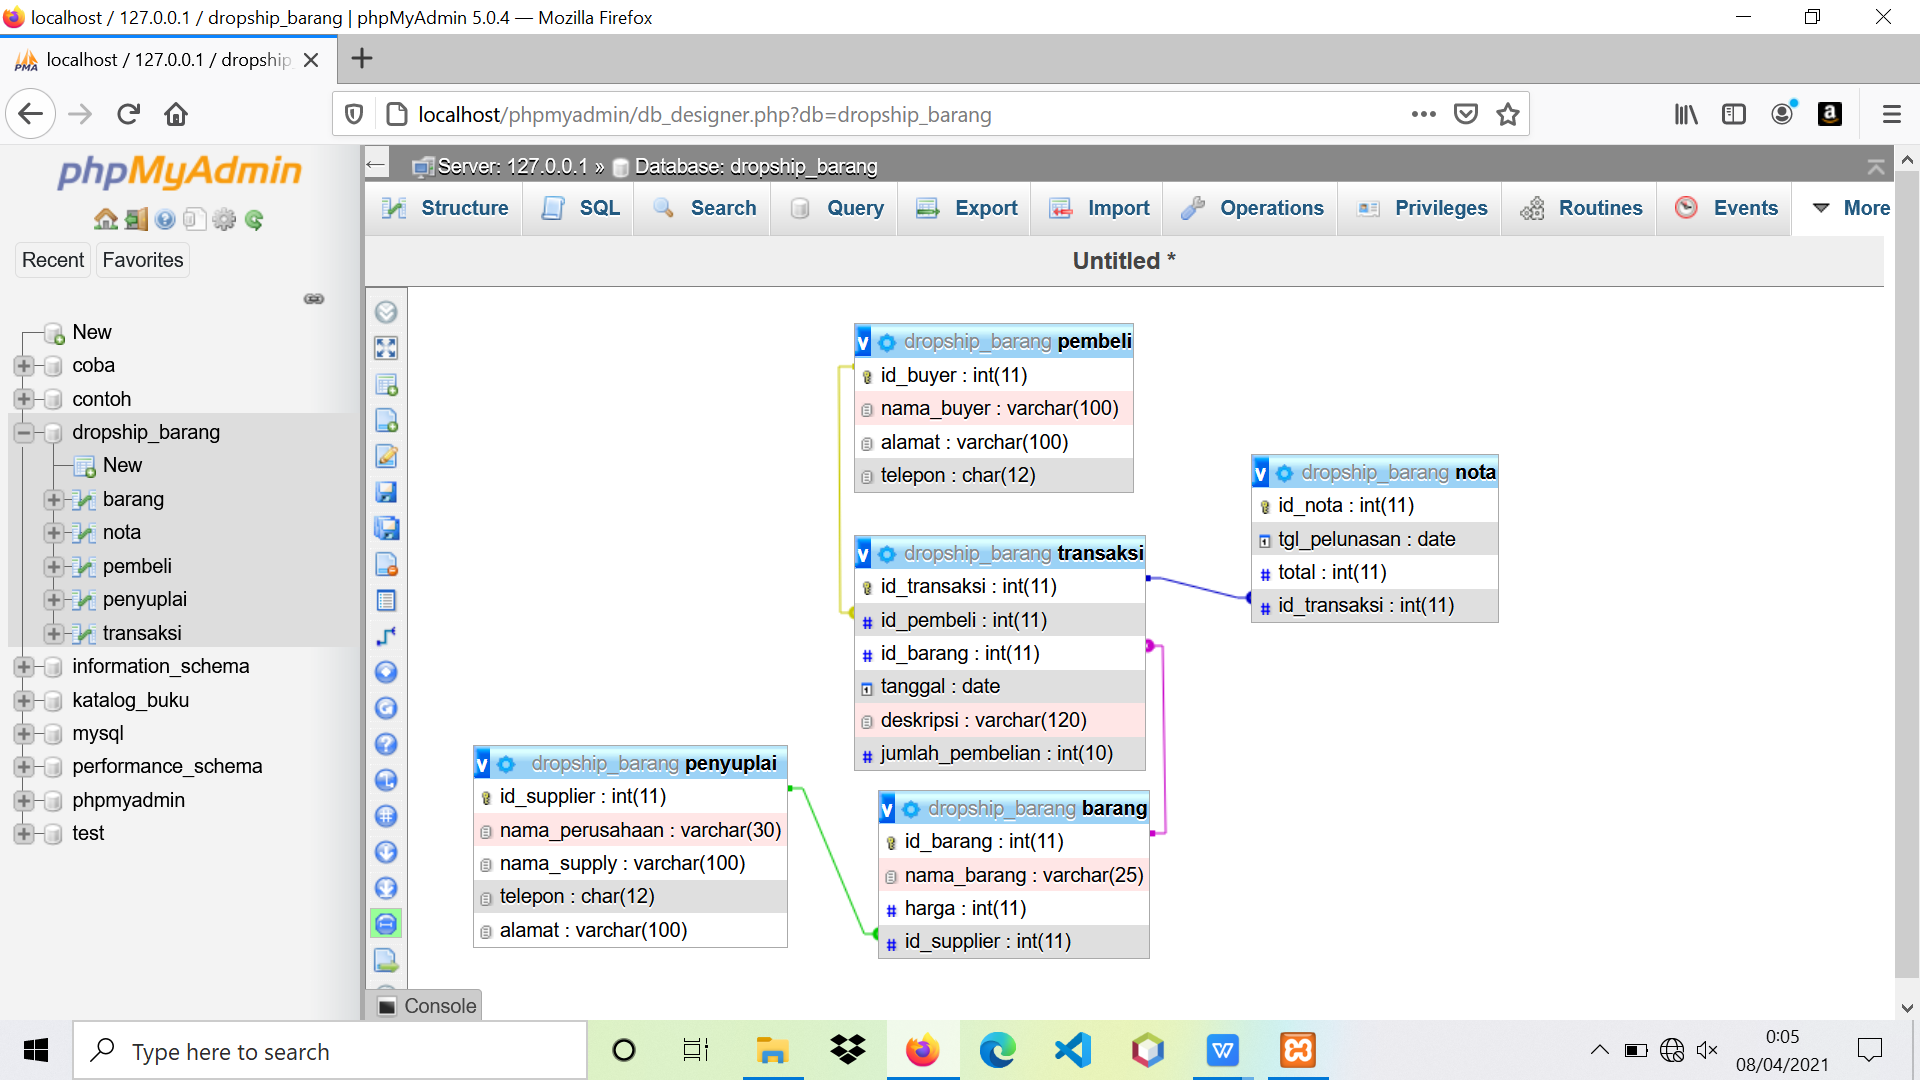 localhost / 127.0.0.1 / dropship_barang | phpMyAdmin 5.0.4 — Mozilla Firefox
PMA localhost / 127.0.0.1 / dropship
localhost/phpmyadmin/db_designer.php?db=dropship_barang
phpMyAdmin
Recent Favorites
New
coba
contoh
dropship_barang
New
barang
nota
pembeli
penyuplai
transaksi
information_schema
katalog_buku
mysql
performance_schema
phpmyadmin
test
Server: 127.0.0.1 » Database: dropship_barang
Structure SQL Search Query Export Import Operations Privileges Routines Events More
Untitled *
v dropship_barang pembeli
id_buyer : int(11)
nama_buyer : varchar(100)
alamat : varchar(100)
telepon : char(12)
v dropship_barang nota
id_nota : int(11)
tgl_pelunasan : date
# total : int(11)
# id_transaksi : int(11)
v dropship_barang transaksi
id_transaksi : int(11)
# id_pembeli : int(11)
# id_barang : int(11)
tanggal : date
deskripsi : varchar(120)
# jumlah_pembelian : int(10)
v dropship_barang penyuplai
id_supplier : int(11)
nama_perusahaan : varchar(30)
nama_supply : varchar(100)
telepon : char(12)
alamat : varchar(100)
v dropship_barang barang
id_barang : int(11)
nama_barang : varchar(25)
# harga : int(11)
# id_supplier : int(11)
Console
Type here to search
0:05
08/04/2021